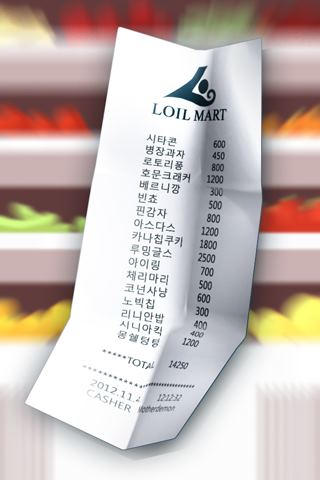 LOIL MART
시타콘 600
병장과자 450
로토리퐁 800
호문크래커 1200
베르니깡 300
빈쵸 500
핀감자 800
아스다스 1200
카나칩쿠키 1800
루밍글스 2500
아이링 700
체리마리 500
코넌사낭 600
노빅칩 300
리니안밥 400
시니아킥 400
몽쉘텅텅 1200
*****TOTAL 14250
2012.11. 12:12:32
CASHER Motherdemon